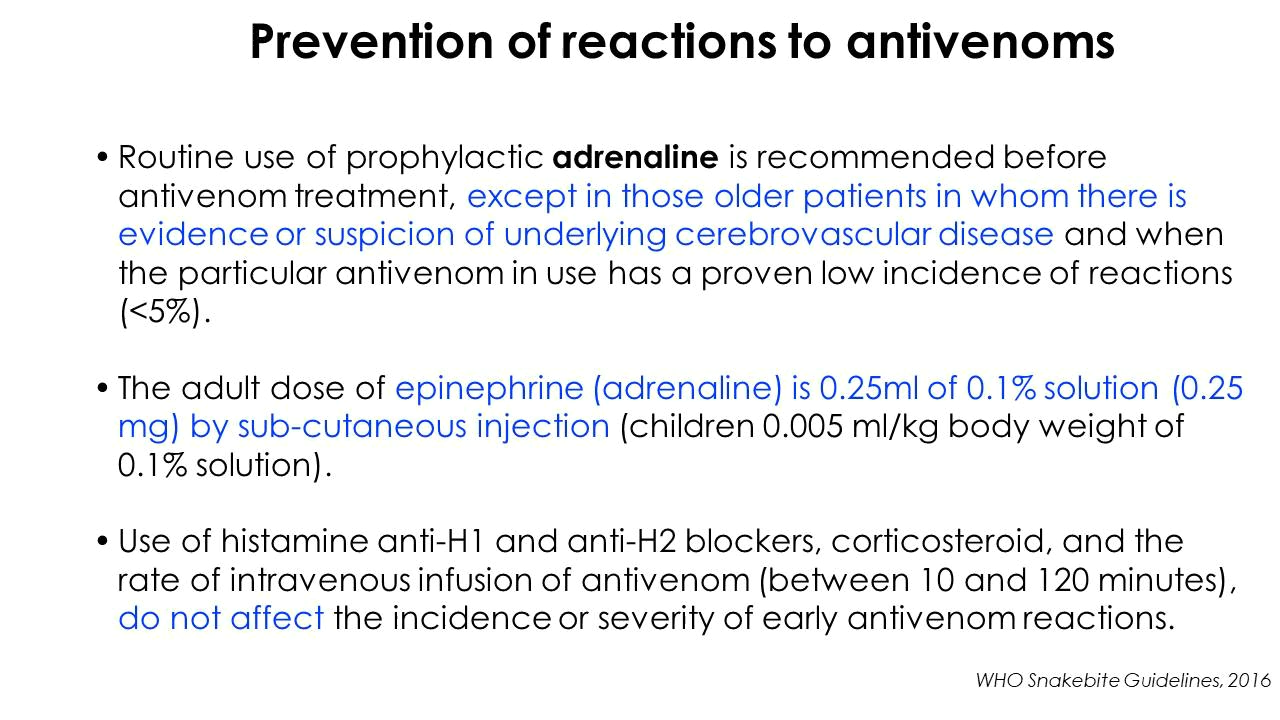 Prevention of reactions to antivenoms
• Routine use of prophylactic adrenaline is recommended before
antivenom treatment, except in those older patients in whom there is
evidence or suspicion of underlying cerebrovascular disease and when
the particular antivenom in use has a proven low incidence of reactions
(<5%).
• The adult dose of epinephrine (adrenaline) is 0.25ml of 0.1% solution (0.25
mg) by sub-cutaneous injection (children 0.005 ml/kg body weight of
0.1% solution).
• Use of histamine anti-H1 and anti-H2 blockers, corticosteroid, and the
rate of intravenous infusion of antivenom (between 10 and 120 minutes),
do not affect the incidence or severity of early antivenom reactions.
WHO Snakebite Guidelines, 2016